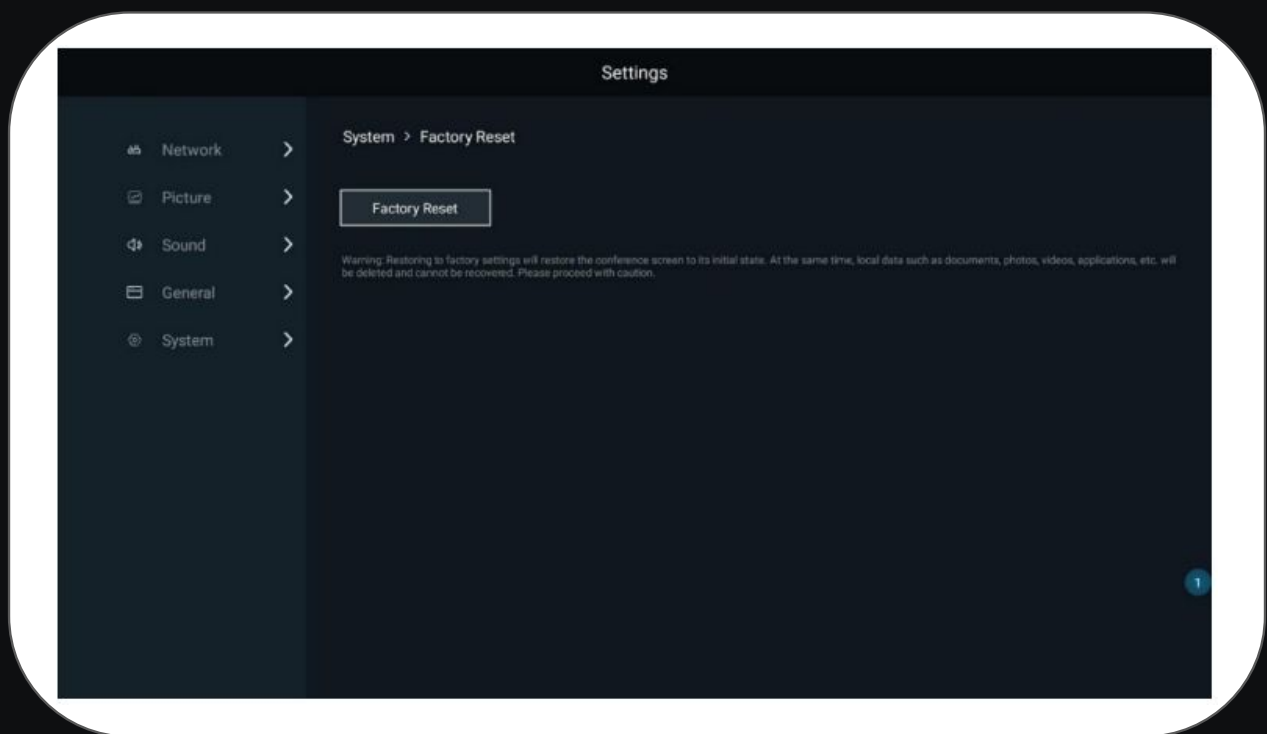 Settings
Network
Picture
Sound
General
System
System > Factory Reset
Factory Reset
Warning: Restoring to factory settings will restore the conference screen to its initial state. At the same time, local data such as documents, photos, videos, applications, etc. will
be deleted and cannot be recovered. Please proceed with caution.
1